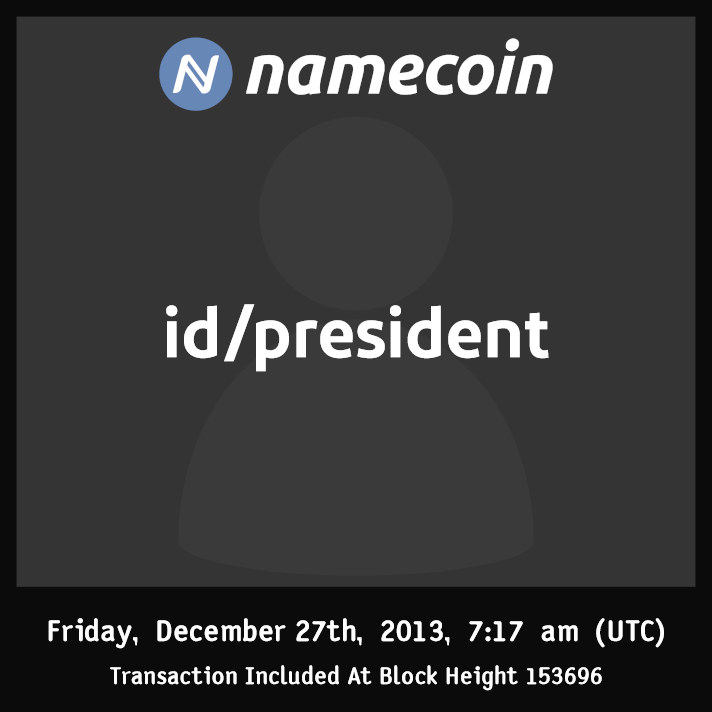 namecoin
id/president
Friday, December 27th, 2013, 7:17 am (UTC)
Transaction Included At Block Height 153696